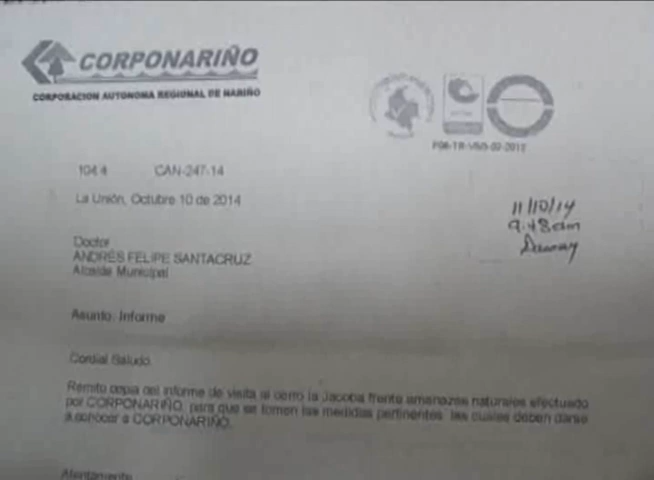 CORPONARIÑO
CORPORACION AUTONOMA REGIONAL DE NARIÑO
104.4 CAN-247-14
La Unión, Octubre 10 de 2014
11/10/14
9:48am
Doctor
ANDRÉS FELIPE SANTACRUZ
Alcalde Municipal
Asunto: Informe
Cordial Saludo.
Remito copia del informe de visita al cerro la Jacoba frente amenazas naturales efectuado
por CORPONARIÑO, para que se tomen las medidas pertinentes, las cuales deben darse
a conocer a CORPONARIÑO.
Atentamente